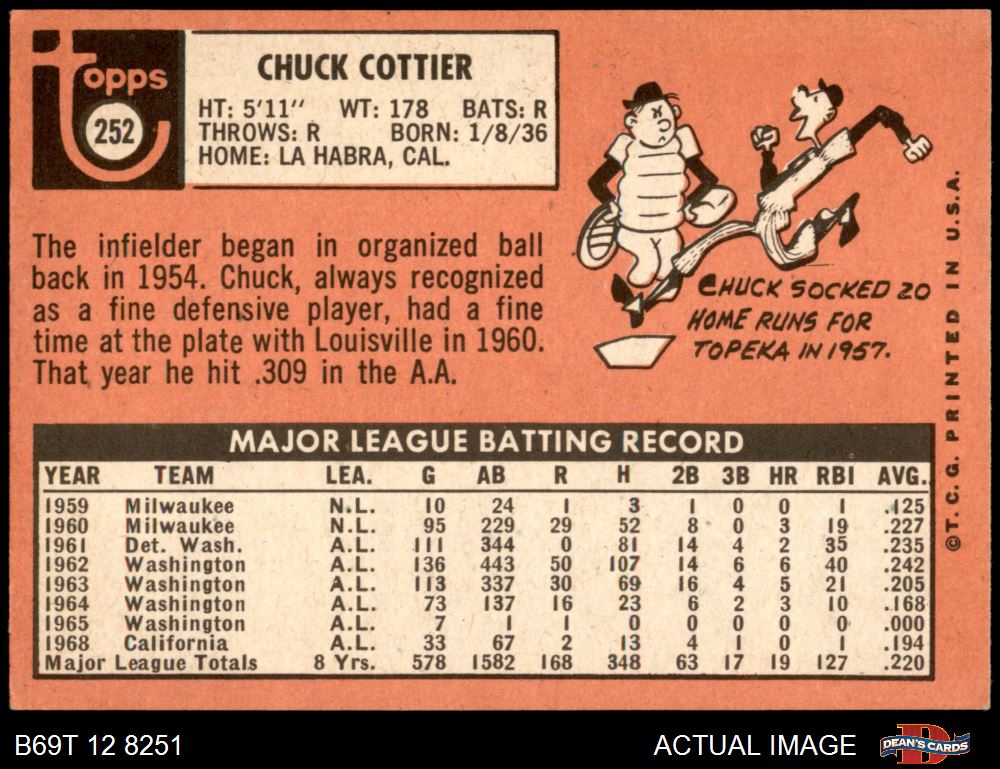 Topps
252
CHUCK COTTIER
HT: 5'11" WT: 178 BATS: R
THROWS: R BORN: 1/8/36
HOME: LA HABRA, CAL.
The infielder began in organized ball
back in 1954. Chuck, always recognized
as a fine defensive player, had a fine
time at the plate with Louisville in 1960.
That year he hit .309 in the A.A.
CHUCK SOCKED 20
HOME RUNS FOR
TOPEKA IN 1957.
©T.C.G. PRINTED IN U.S.A.
MAJOR LEAGUE BATTING RECORD
YEAR TEAM LEA. G AB R H 2B 3B HR RBI AVG.
1959 Milwaukee N.L. 10 24 1 3 1 0 0 1 .125
1960 Milwaukee N.L. 95 229 29 52 8 0 3 19 .227
1961 Det. Wash. A.L. 111 344 0 81 14 4 2 35 .235
1962 Washington A.L. 136 443 50 107 14 6 6 40 .242
1963 Washington A.L. 113 337 30 69 16 4 5 21 .205
1964 Washington A.L. 73 137 16 23 6 2 3 10 .168
1965 Washington A.L. 7 1 1 0 0 0 0 0 .000
1968 California A.L. 33 67 2 13 4 1 0 1 .194
Major League Totals 8 Yrs. 578 1582 168 348 63 17 19 127 .220
B69T 12 8251
ACTUAL IMAGE
D
DEAN'S CARDS